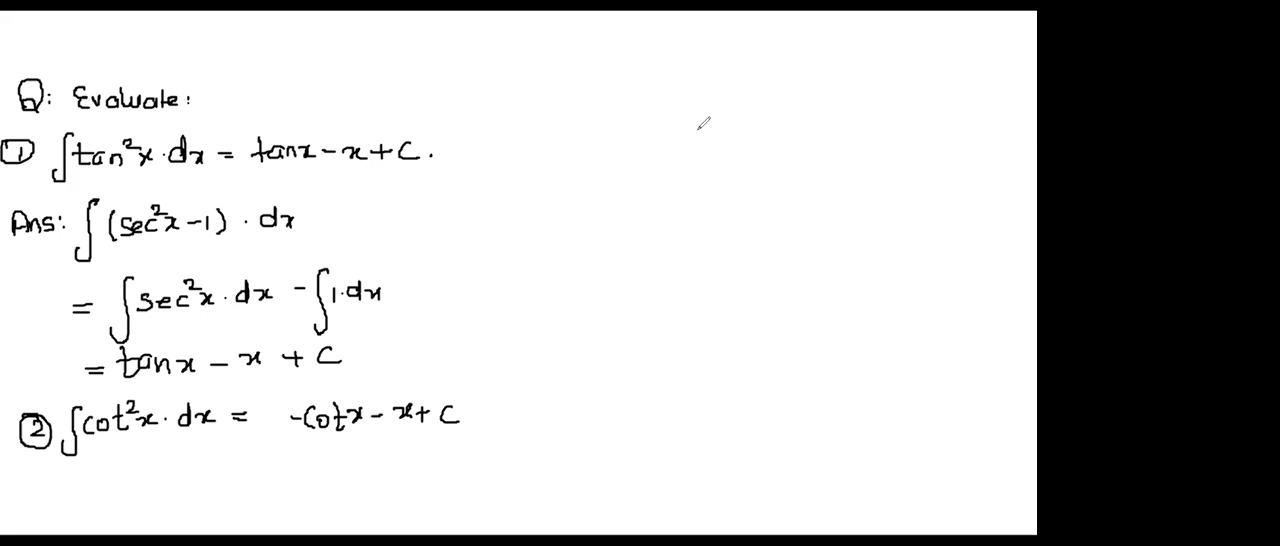 Q: Evaluate:
① ∫tan²x·dx = tanx - x + C.
Ans: ∫(sec²x - 1)·dx
= ∫sec²x·dx - ∫1·dx
= tanx - x + C
② ∫cot²x·dx = -cotx - x + C